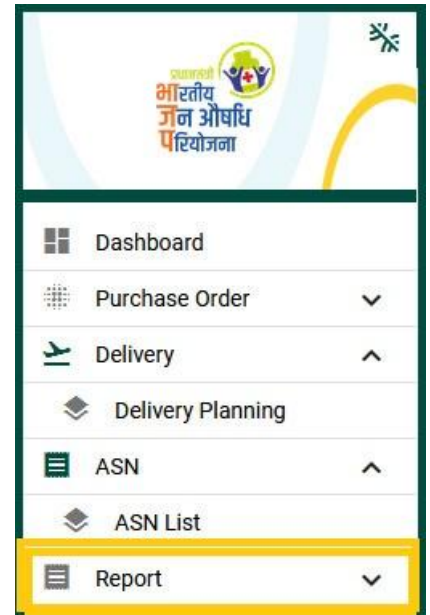 प्रधानमंत्री
भारतीय
जन औषधि
परियोजना
Dashboard
Purchase Order
Delivery
Delivery Planning
ASN
ASN List
Report